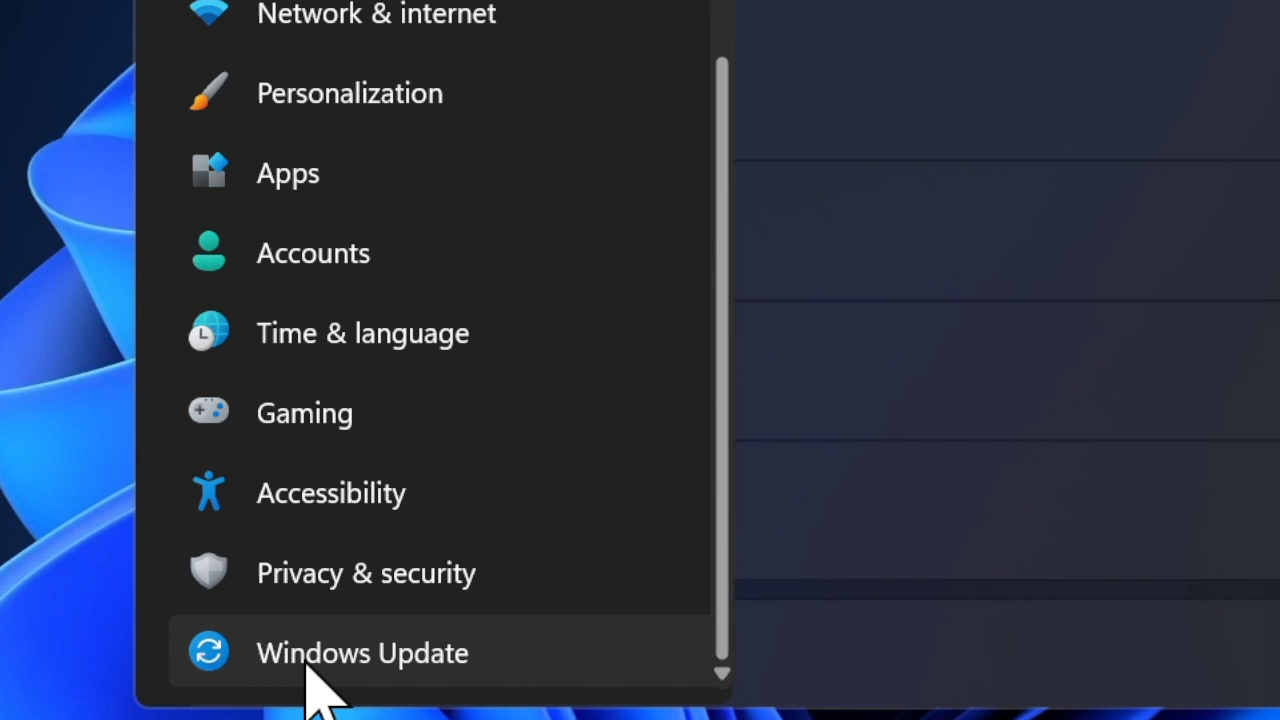 Network & internet
Personalization
Apps
Accounts
Time & language
Gaming
Accessibility
Privacy & security
Windows Update